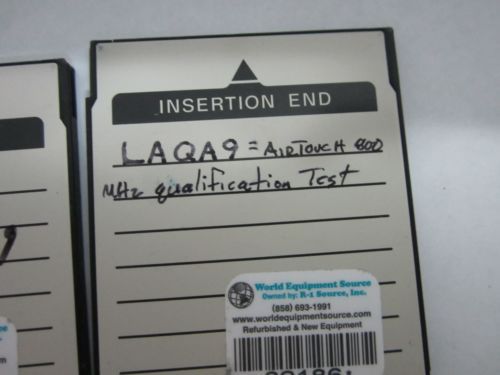 INSERTION END
LAQA9 = AIRTOUCH 800
MHz qualification Test
World Equipment Source
Owned by: R-1 Source, Inc.
(858) 693-1991
www.worldequipmentsource.com
Refurbished & New Equipment